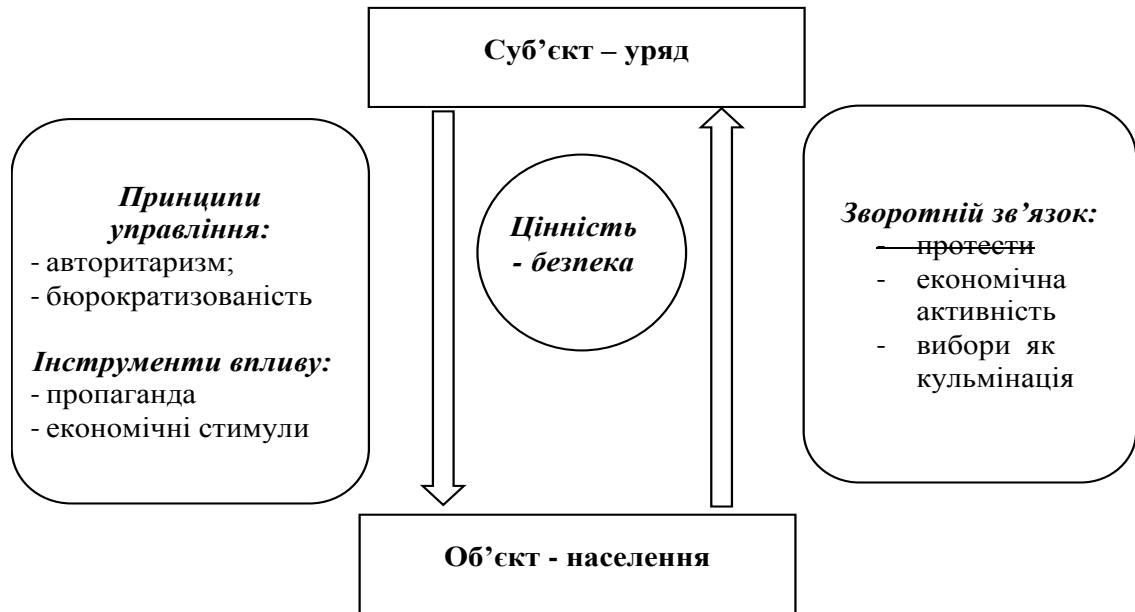 Суб’єкт – уряд
Принципи
управління:
- авторитаризм;
- бюрократизованість
Інструменти впливу:
- пропаганда
- економічні стимули
Цінність
- безпека
Зворотній зв’язок:
- протести
- економічна
активність
- вибори як
кульмінація
Об’єкт - населення